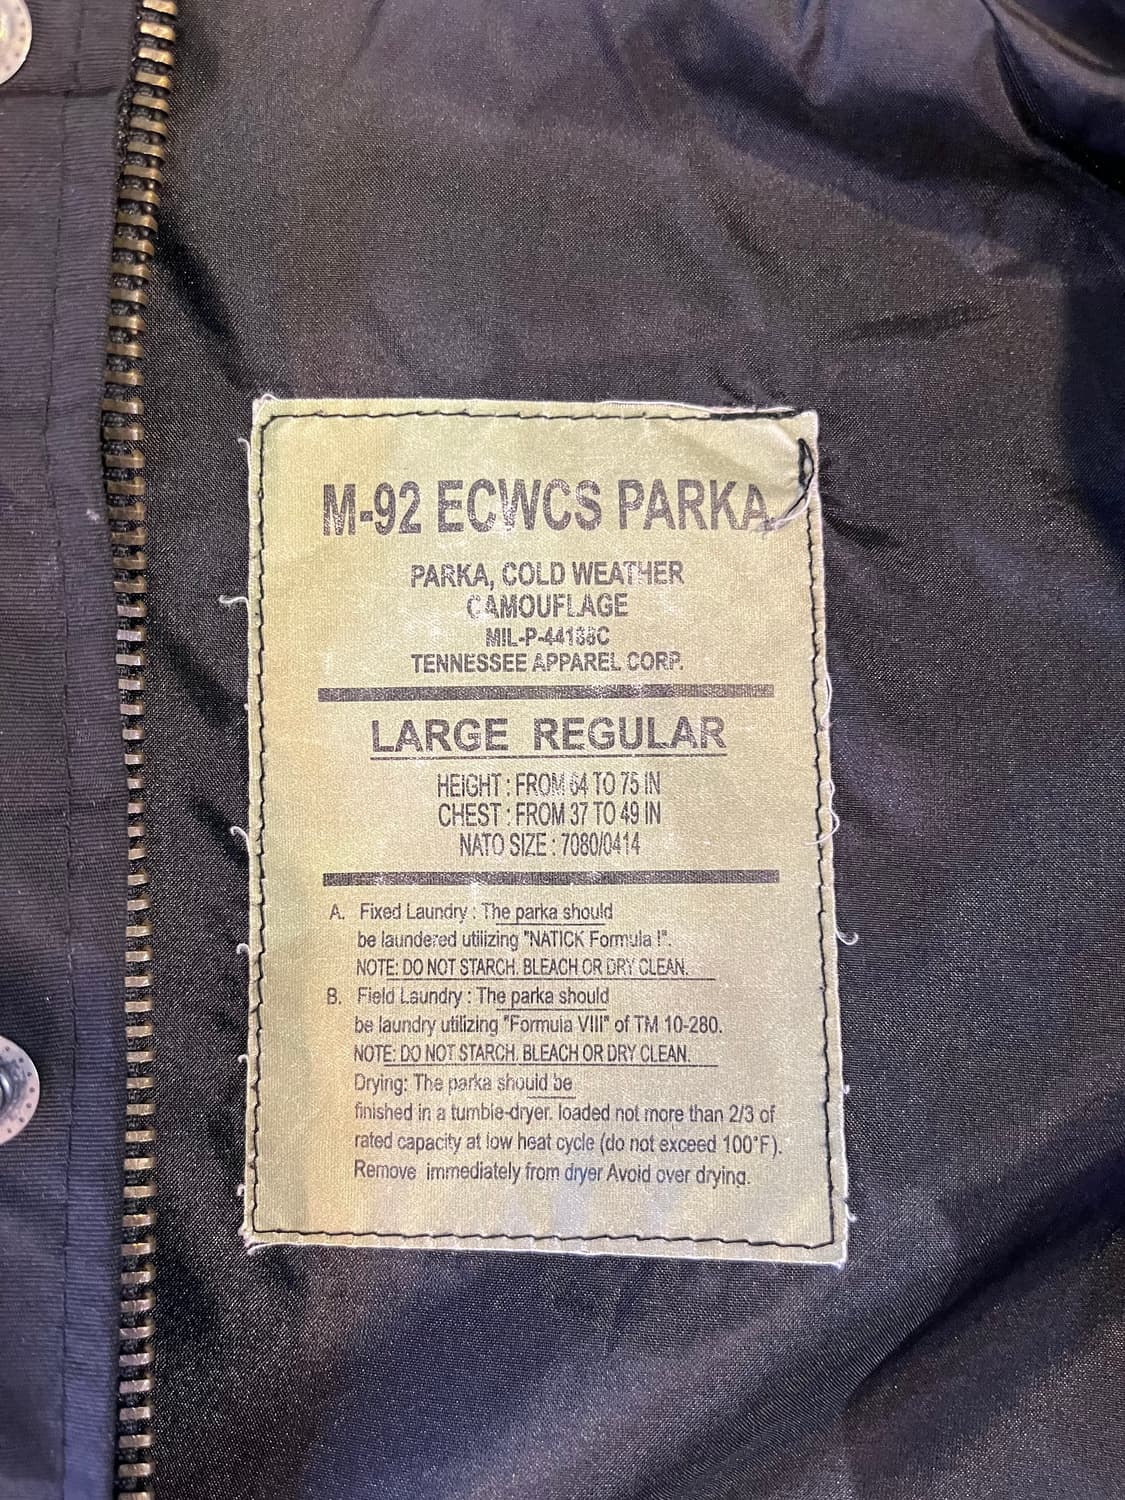 M-92 ECWCS PARKA
PARKA, COLD WEATHER
CAMOUFLAGE
MIL-P-44188C
TENNESSEE APPAREL CORP.
LARGE REGULAR
HEIGHT : FROM 64 TO 75 IN
CHEST : FROM 37 TO 49 IN
NATO SIZE : 7080/0414
A. Fixed Laundry : The parka should
be laundered utilizing "NATICK Formula I".
NOTE: DO NOT STARCH. BLEACH OR DRY CLEAN.
B. Field Laundry : The parka should
be laundry utilizing "Formula VIII" of TM 10-280.
NOTE: DO NOT STARCH. BLEACH OR DRY CLEAN.
Drying: The parka should be
finished in a tumble-dryer. loaded not more than 2/3 of
rated capacity at low heat cycle (do not exceed 100°F).
Remove immediately from dryer Avoid over drying.